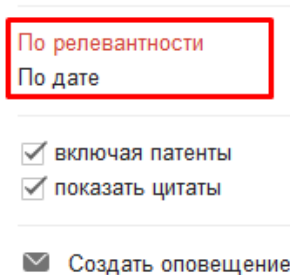 По релевантности
По дате
включая патенты
показать цитаты
Создать оповещение